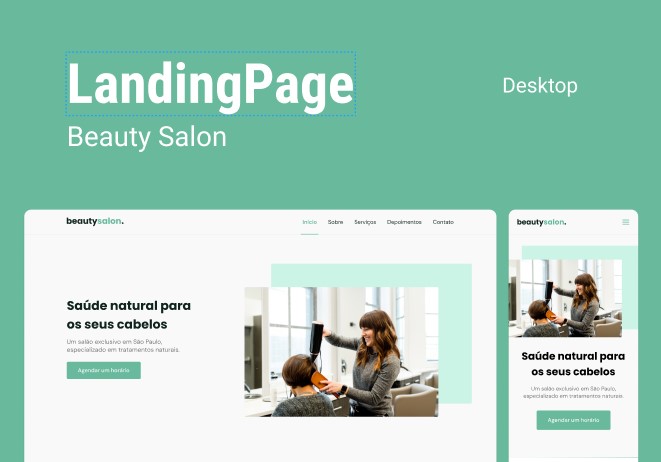 LandingPage
Desktop
Beauty Salon
beautysalon.
Início Sobre Serviços Depoimentos Contato
Saúde natural para
os seus cabelos
Um salão exclusivo em São Paulo,
especializado em tratamentos naturais.
Agendar um horário
beautysalon.
Saúde natural para
os seus cabelos
Um salão exclusivo em São Paulo,
especializado em tratamentos naturais.
Agendar um horário